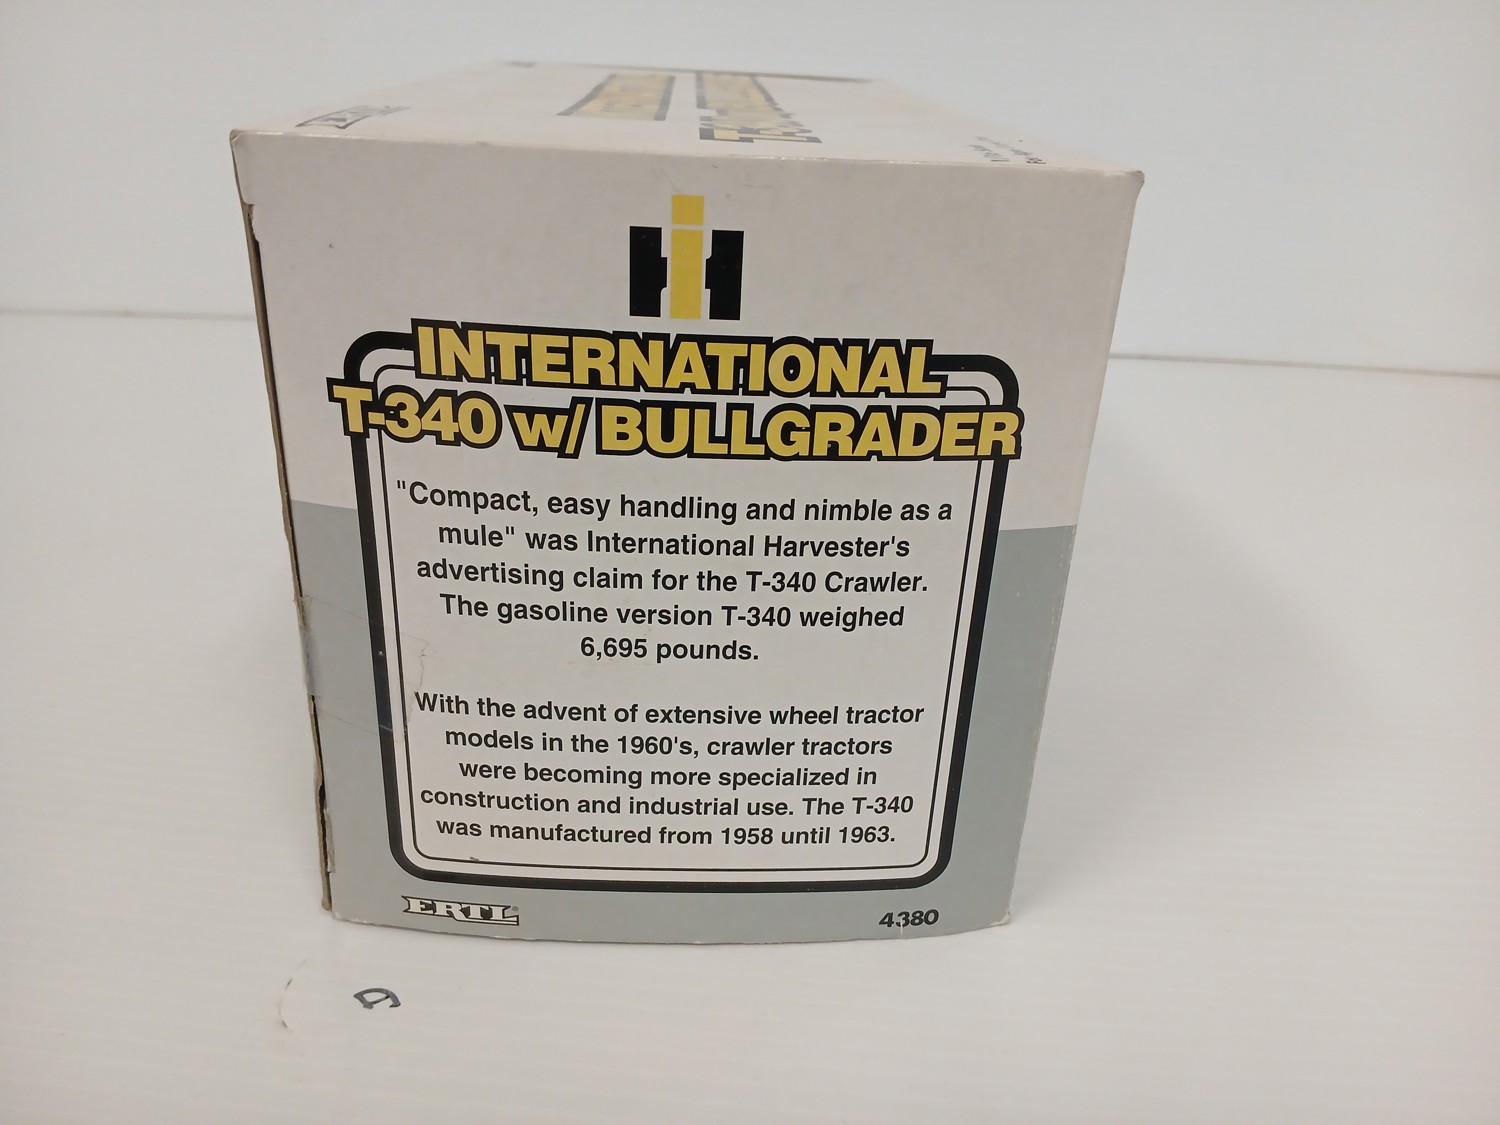 INTERNATIONAL
T-340 w/ BULLGRADER
"Compact, easy handling and nimble as a
mule" was International Harvester's
advertising claim for the T-340 Crawler.
The gasoline version T-340 weighed
6,695 pounds.
With the advent of extensive wheel tractor
models in the 1960's, crawler tractors
were becoming more specialized in
construction and industrial use. The T-340
was manufactured from 1958 until 1963.
ERTL
4380